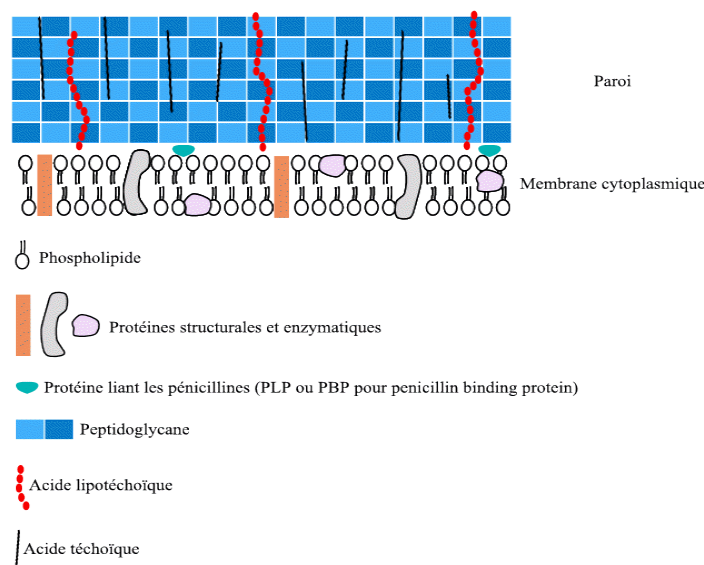 Paroi
Membrane cytoplasmique
Phospholipide
Protéines structurales et enzymatiques
Protéine liant les pénicillines (PLP ou PBP pour penicillin binding protein)
Peptidoglycane
Acide lipotéchoïque
Acide téchoïque